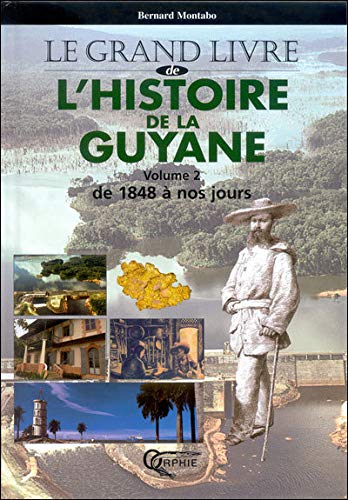 Bernard Montabo
LE GRAND LIVRE
de
L'HISTOIRE
DE LA
GUYANE
Volume 2
de 1848 à nos jours
ORPHIE